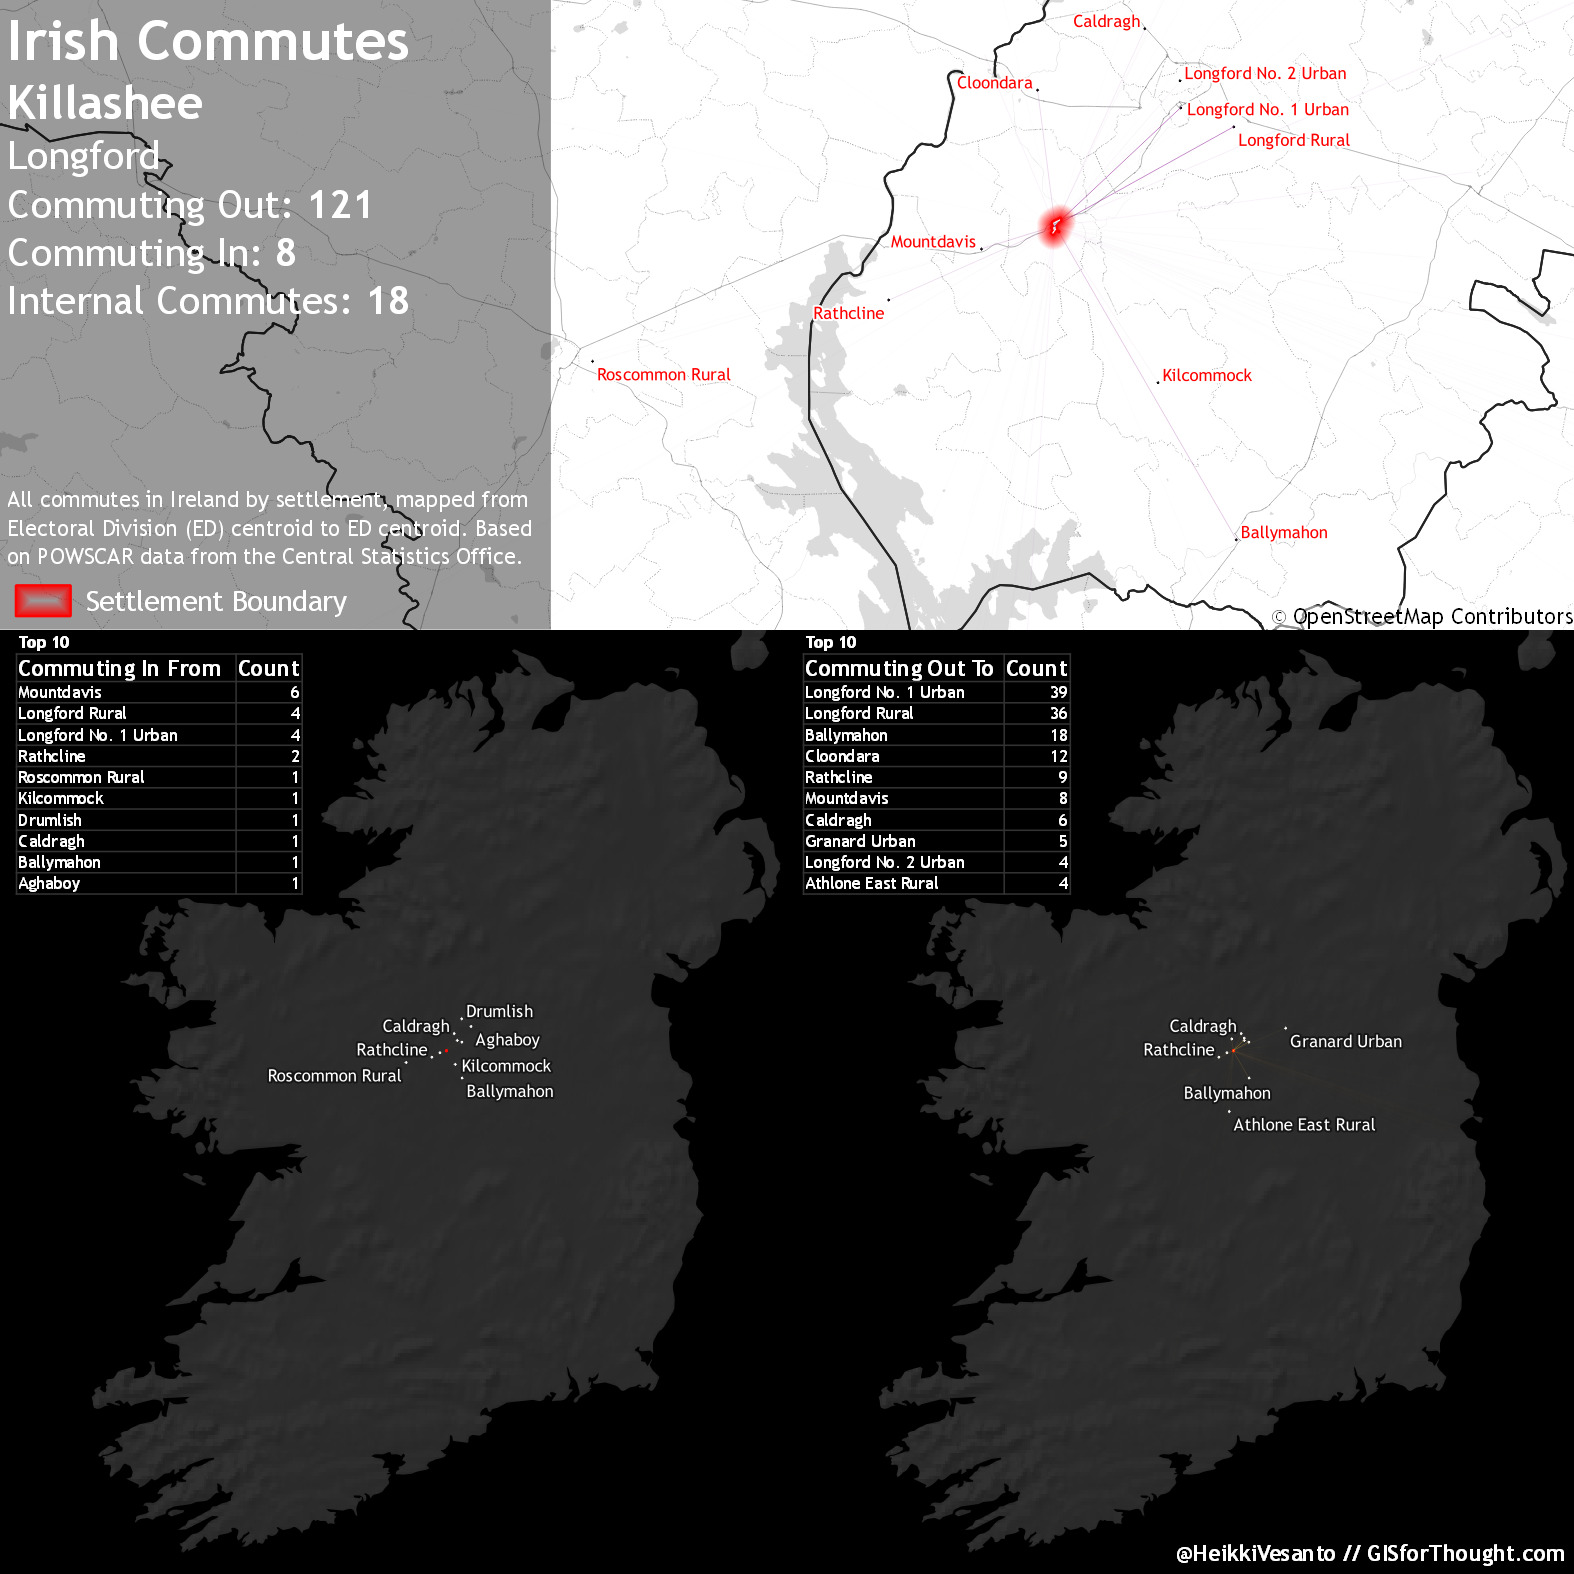 Irish Commutes
Killashee
Longford
Commuting Out: 121
Commuting In: 8
Internal Commutes: 18
All commutes in Ireland by settlement, mapped from
Electoral Division (ED) centroid to ED centroid. Based
on POWSCAR data from the Central Statistics Office.
Settlement Boundary
Caldragh
Longford No. 2 Urban
Cloondara
Longford No. 1 Urban
Longford Rural
Mountdavis
Rathcline
Roscommon Rural
Kilcommock
Ballymahon
© OpenStreetMap Contributors
Top 10
Commuting In From Count
Mountdavis 6
Longford Rural 4
Longford No. 1 Urban 4
Rathcline 2
Roscommon Rural 1
Kilcommock 1
Drumlish 1
Caldragh 1
Ballymahon 1
Aghaboy 1
Drumlish
Caldragh
Aghaboy
Rathcline
Kilcommock
Roscommon Rural
Ballymahon
Top 10
Commuting Out To Count
Longford No. 1 Urban 39
Longford Rural 36
Ballymahon 18
Cloondara 12
Rathcline 9
Mountdavis 8
Caldragh 6
Granard Urban 5
Longford No. 2 Urban 4
Athlone East Rural 4
Caldragh
Granard Urban
Rathcline
Ballymahon
Athlone East Rural
@HeikkiVesanto // GISforThought.com